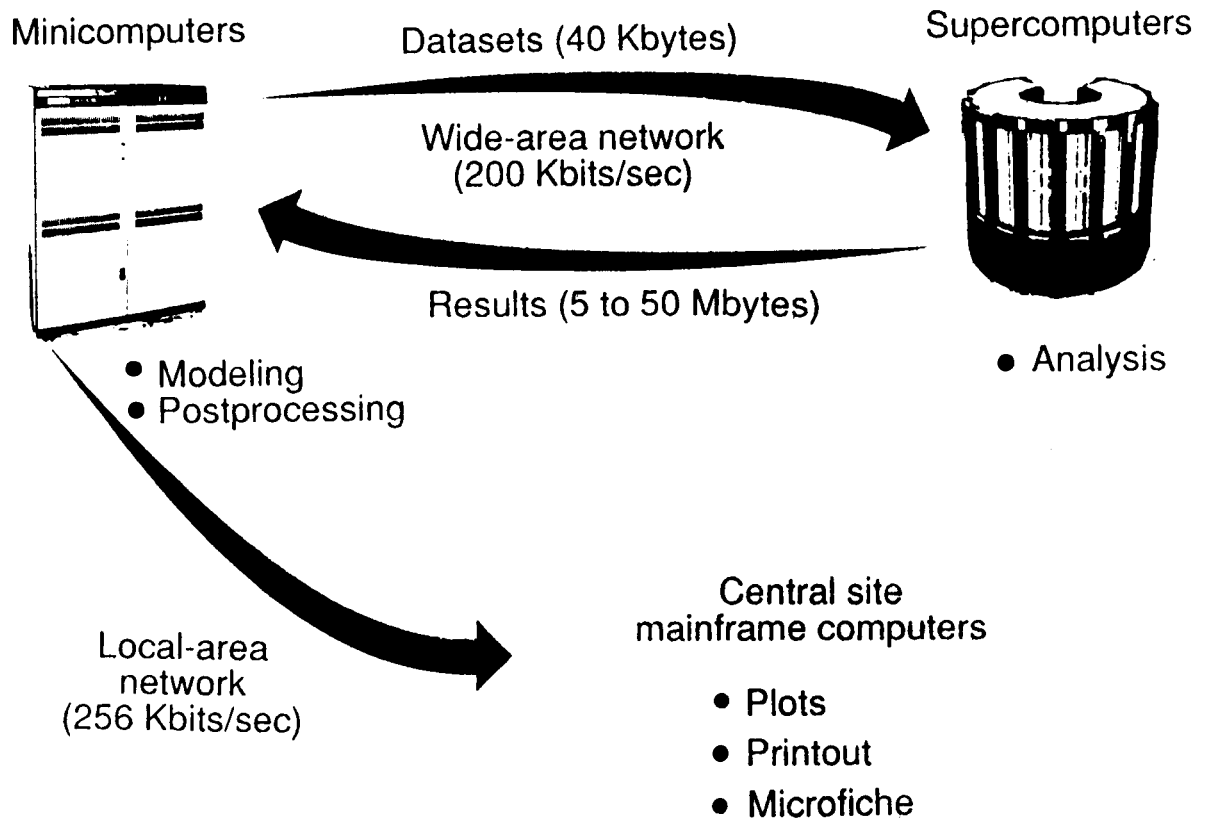 Minicomputers
Datasets (40 Kbytes)
Supercomputers
Wide-area network
(200 Kbits/sec)
Results (5 to 50 Mbytes)
• Modeling
• Postprocessing
• Analysis
Local-area
network
(256 Kbits/sec)
Central site
mainframe computers
• Plots
• Printout
• Microfiche